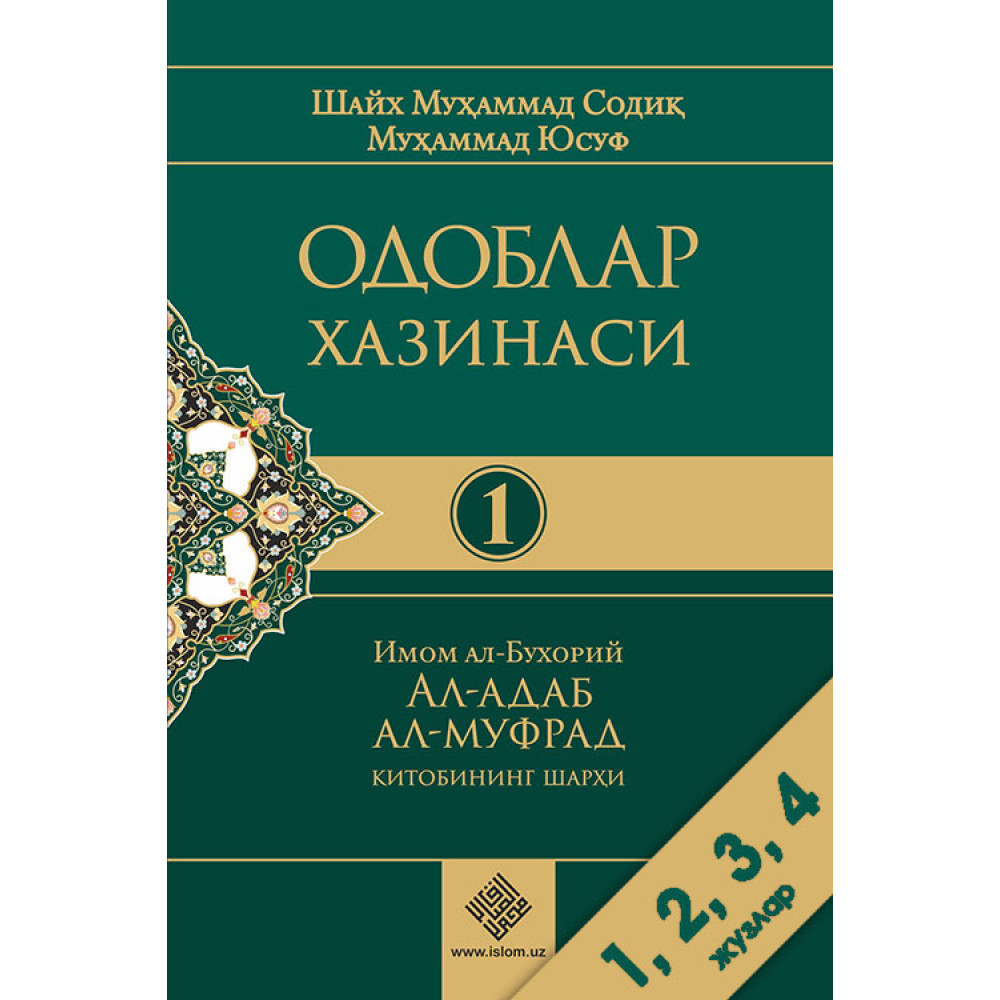 Шайх Муҳаммад Содиқ
Муҳаммад Юсуф
ОДОБЛАР
ХАЗИНАСИ
1
Имом ал-Бухорий
Ал-адаб
ал-муфрад
китобининг шарҳи
www.islom.uz
1, 2, 3, 4
жузлар